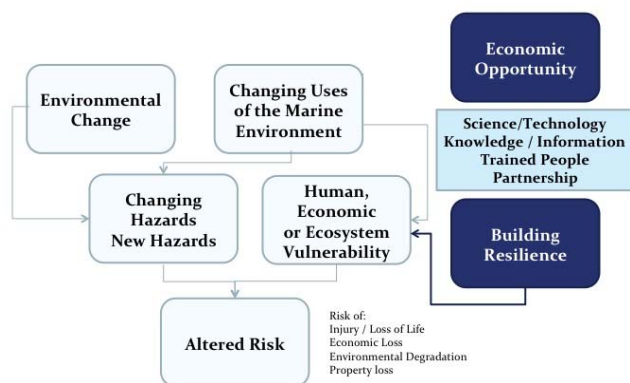 Economic
Opportunity
Environmental
Change
Changing Uses
of the Marine
Environment
Science/Technology
Knowledge / Information
Trained People
Partnership
Changing
Hazards
New Hazards
Human,
Economic
or Ecosystem
Vulnerability
Building
Resilience
Altered Risk
Risk of:
Injury / Loss of Life
Economic Loss
Environmental Degradation
Property loss